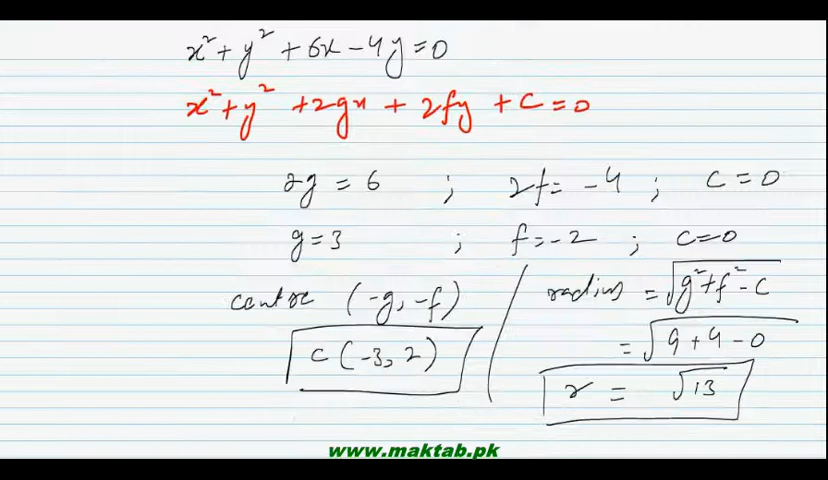 x² + y² + 6x - 4y = 0
x² + y² + 2gx + 2fy + c = 0
2g = 6 ; 2f = -4 ; c = 0
g = 3 ; f = -2 ; c = 0
centre (-g, -f)
C(-3, 2)
radius = √(g² + f² - c)
= √(9 + 4 - 0)
r = √13
www.maktab.pk